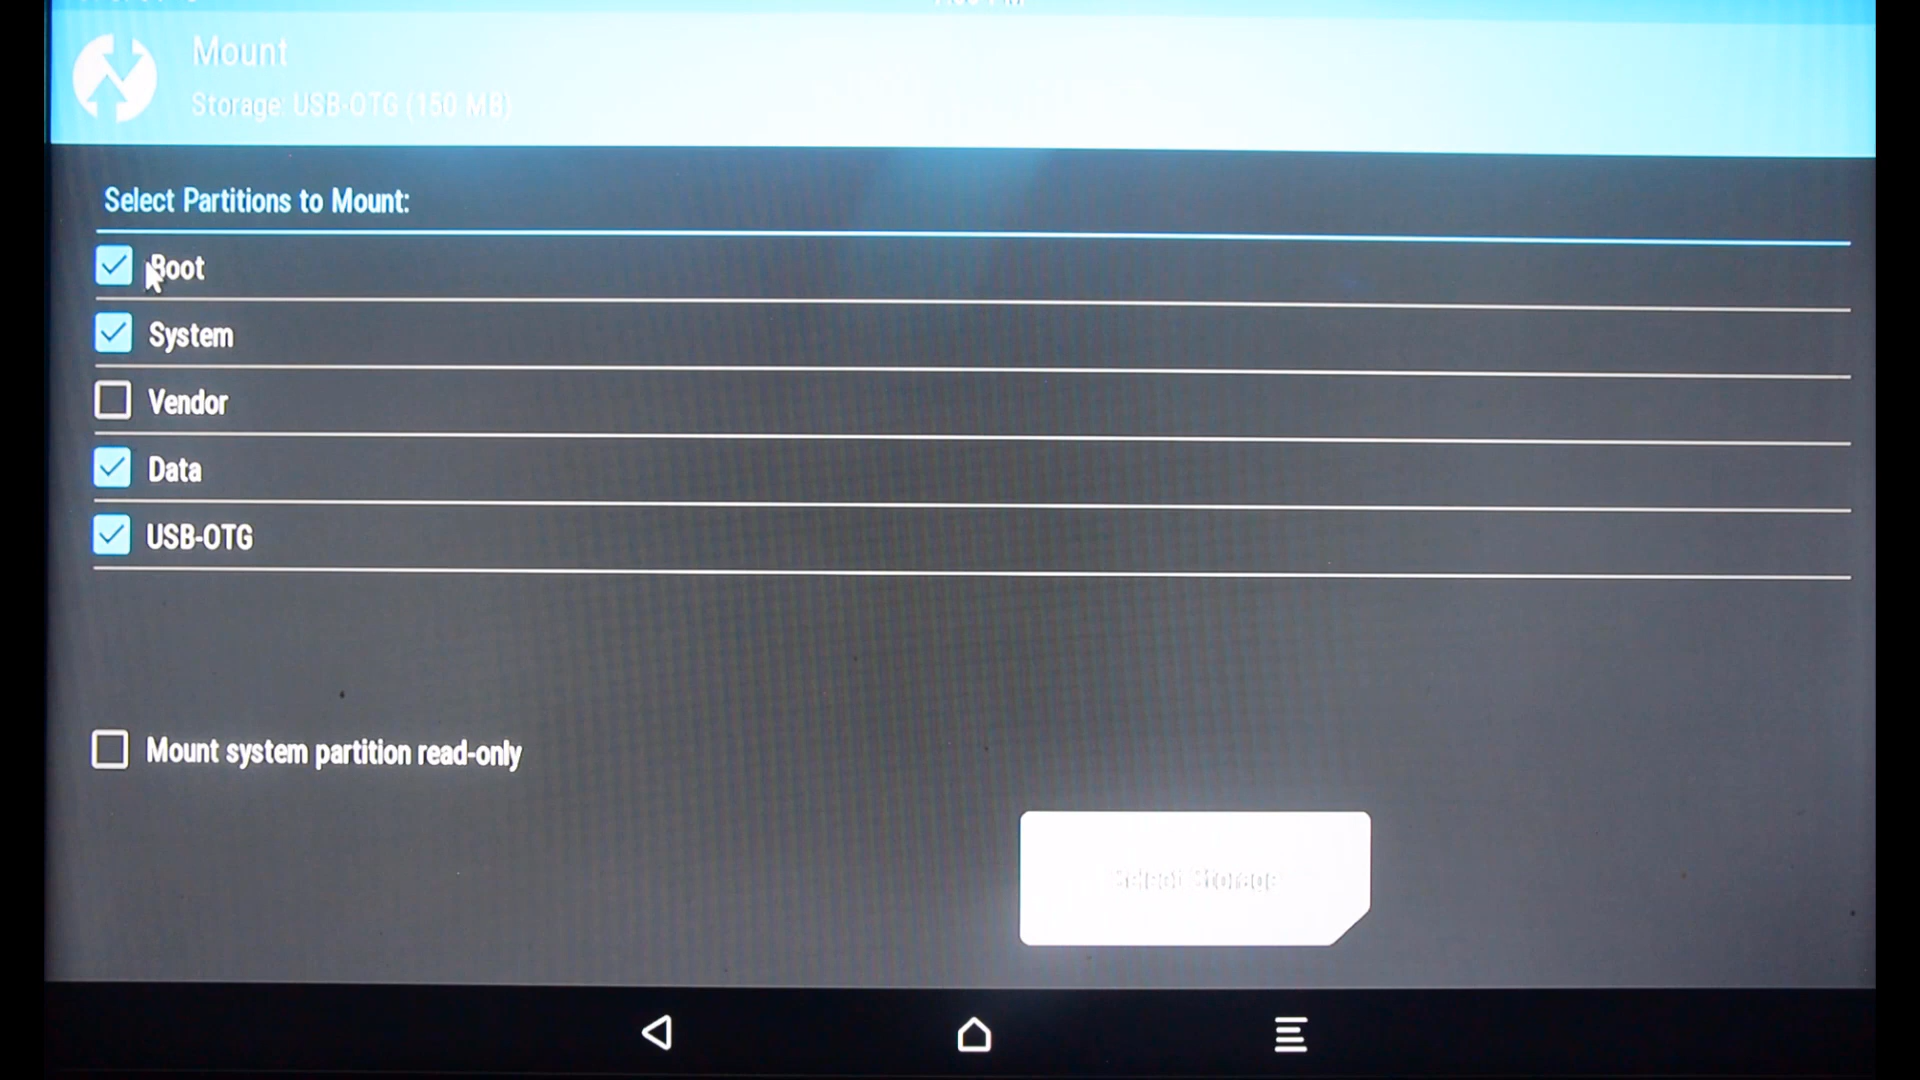 Mount
Storage: USB-OTG (150 MB)
Select Partitions to Mount:
Boot
System
Vendor
Data
USB-OTG
Mount system partition read-only
Select Storage